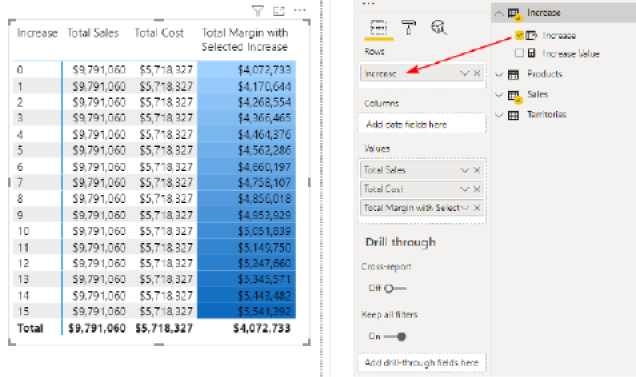 Increase Total Sales Total Cost Total Margin with
Selected Increase
0 $9,791,060 $5,718,327 $4,072,733
1 $9,791,060 $5,718,327 $4,170,644
2 $9,791,060 $5,718,327 $4,268,554
3 $9,791,060 $5,718,327 $4,366,465
4 $9,791,060 $5,718,327 $4,464,376
5 $9,791,060 $5,718,327 $4,562,286
6 $9,791,060 $5,718,327 $4,660,197
7 $9,791,060 $5,718,327 $4,758,107
8 $9,791,060 $5,718,327 $4,856,018
9 $9,791,060 $5,718,327 $4,953,929
10 $9,791,060 $5,718,327 $5,051,839
11 $9,791,060 $5,718,327 $5,149,750
12 $9,791,060 $5,718,327 $5,247,660
13 $9,791,060 $5,718,327 $5,345,571
14 $9,791,060 $5,718,327 $5,443,482
15 $9,791,060 $5,718,327 $5,541,392
Total $9,791,060 $5,718,327 $4,072,733
Rows
Increase
Columns
Add data fields here
Values
Total Sales
Total Cost
Total Margin with Select
Drill through
Cross-report
Off
Keep all filters
On
Add drill-through fields here
Increase
Increase
Increase Value
Products
Sales
Territories